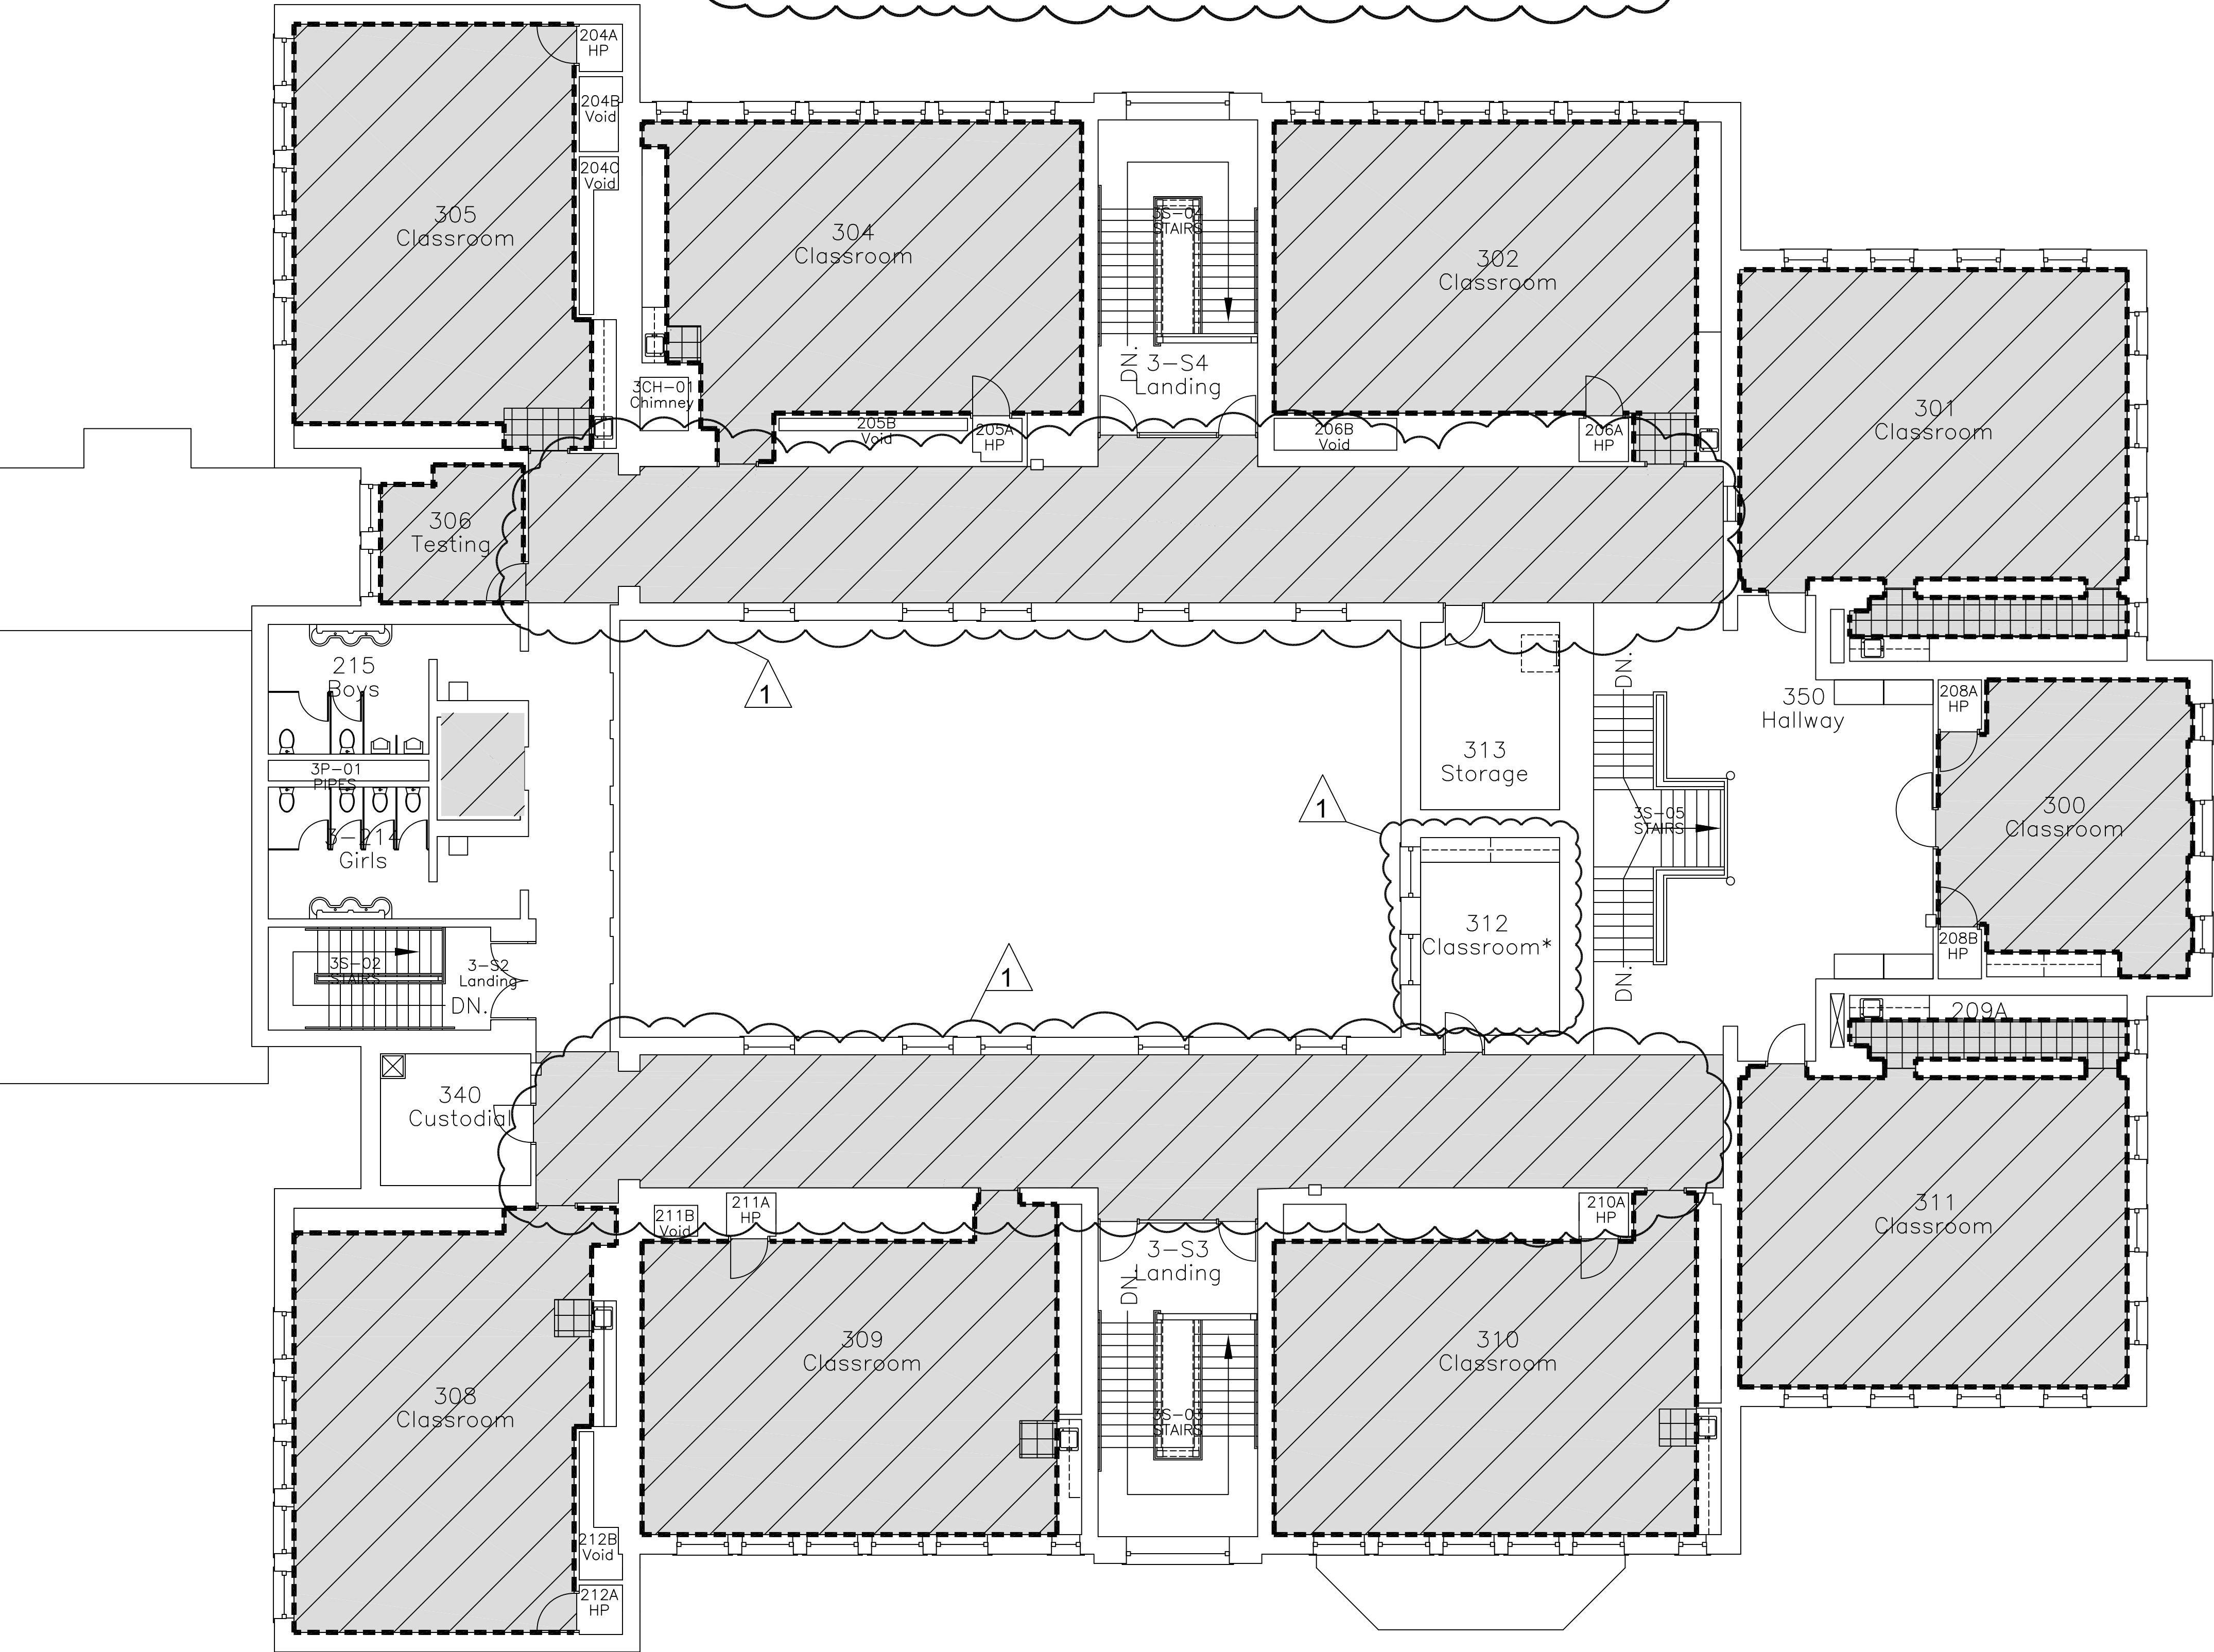 204A
HP
204B
Void
204C
Void
305
Classroom
304
Classroom
3S-04
STAIRS
302
Classroom
DN.
3-S4
Landing
3CH-01
Chimney
205B
Void
205A
HP
206B
Void
206A
HP
301
Classroom
306
Testing
215
Boys
1
DN.
350
Hallway
208A
HP
313
Storage
3P-01
PIPES
3-214
Girls
1
3S-05
STAIRS
300
Classroom
312
Classroom*
208B
HP
3S-02
STAIRS
3-S2
Landing
DN.
1
DN.
209A
340
Custodial
211B
Void
211A
HP
210A
HP
311
Classroom
3-S3
Landing
DN.
309
Classroom
310
Classroom
308
Classroom
3S-03
STAIRS
212B
Void
212A
HP